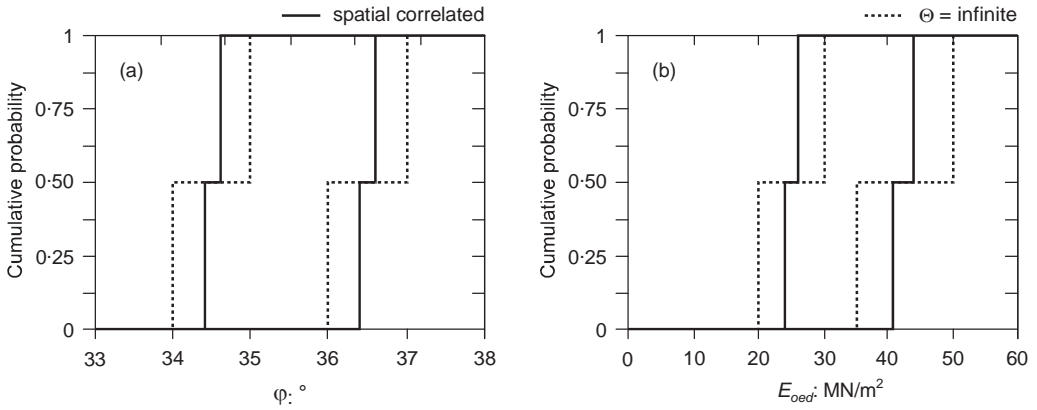 spatial correlated
Θ = infinite
(a)
Cumulative probability
1
0·75
0·50
0·25
0
33 34 35 36 37 38
φ: °
(b)
Cumulative probability
1
0·75
0·50
0·25
0
0 10 20 30 40 50 60
E_oed: MN/m²